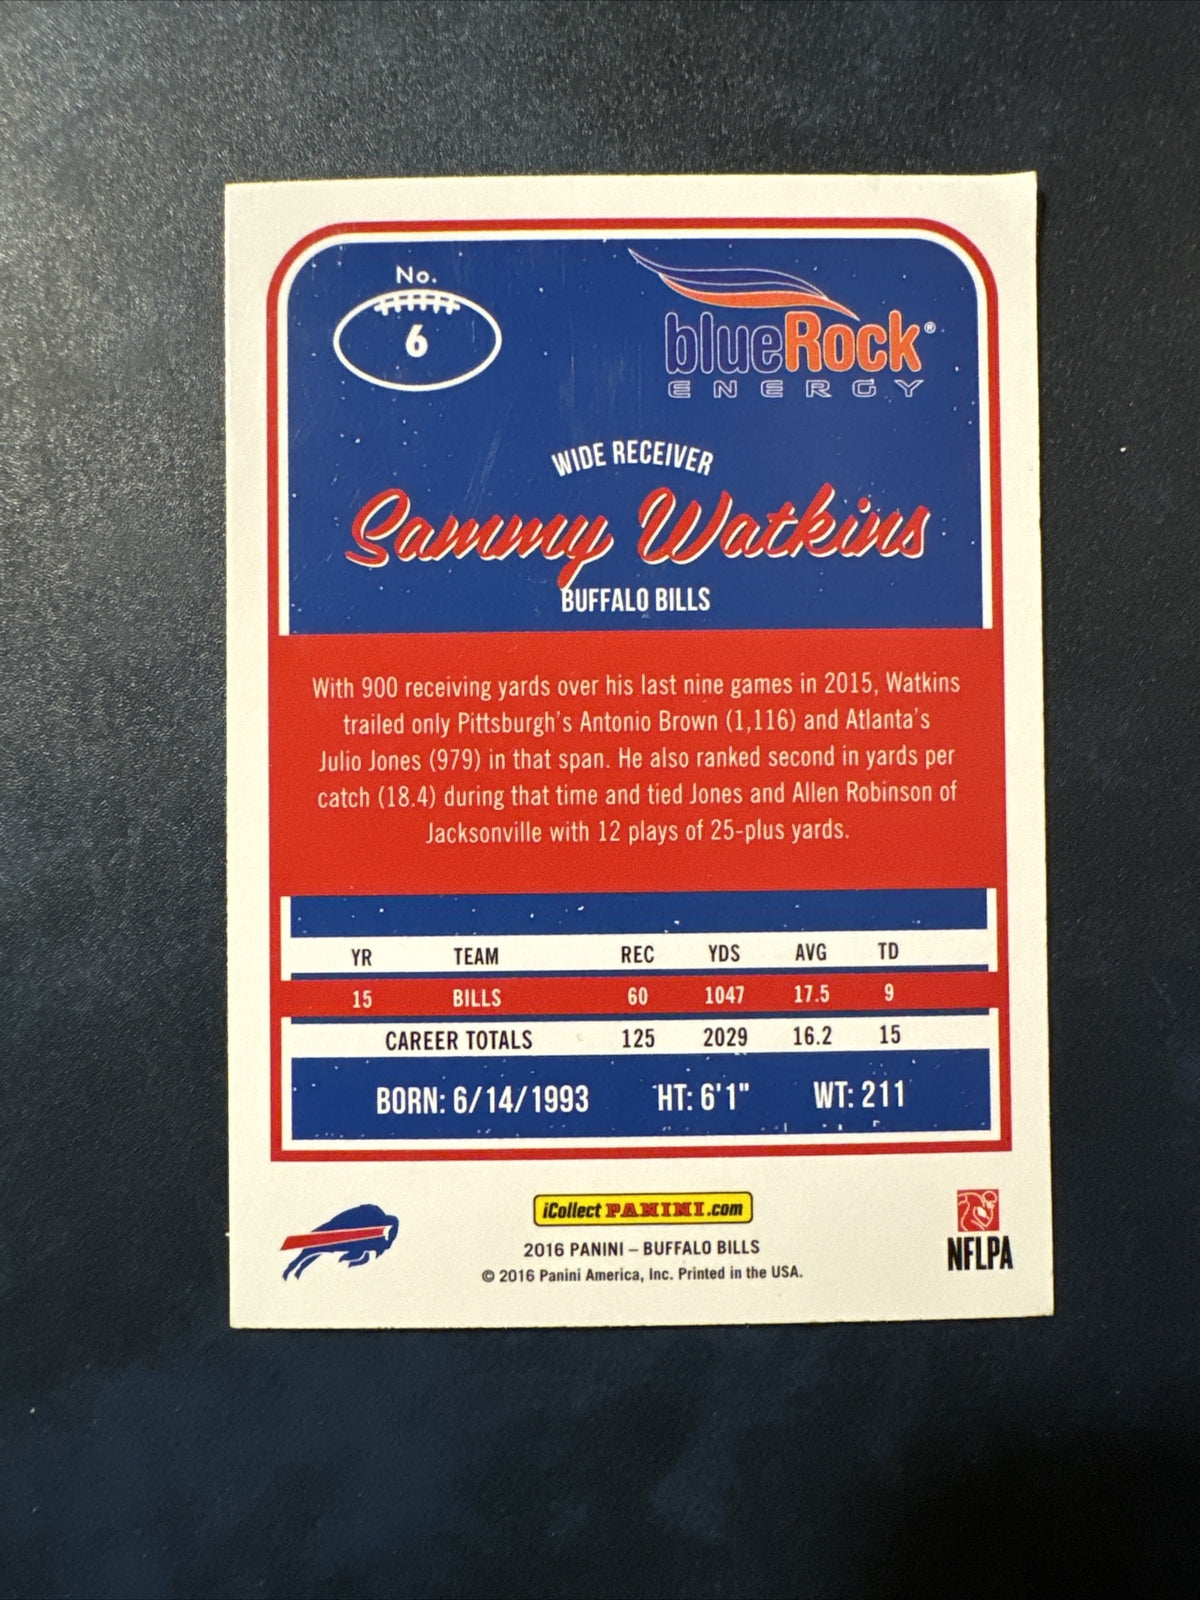 No.
6
blueRock®
ENERGY
WIDE RECEIVER
Sammy Watkins
BUFFALO BILLS
With 900 receiving yards over his last nine games in 2015, Watkins
trailed only Pittsburgh's Antonio Brown (1,116) and Atlanta's
Julio Jones (979) in that span. He also ranked second in yards per
catch (18.4) during that time and tied Jones and Allen Robinson of
Jacksonville with 12 plays of 25-plus yards.
YR TEAM REC YDS AVG TD
15 BILLS 60 1047 17.5 9
CAREER TOTALS 125 2029 16.2 15
BORN: 6/14/1993 HT: 6'1" WT: 211
iCollect PANINI.com
2016 PANINI – BUFFALO BILLS
© 2016 Panini America, Inc. Printed in the USA.
NFLPA